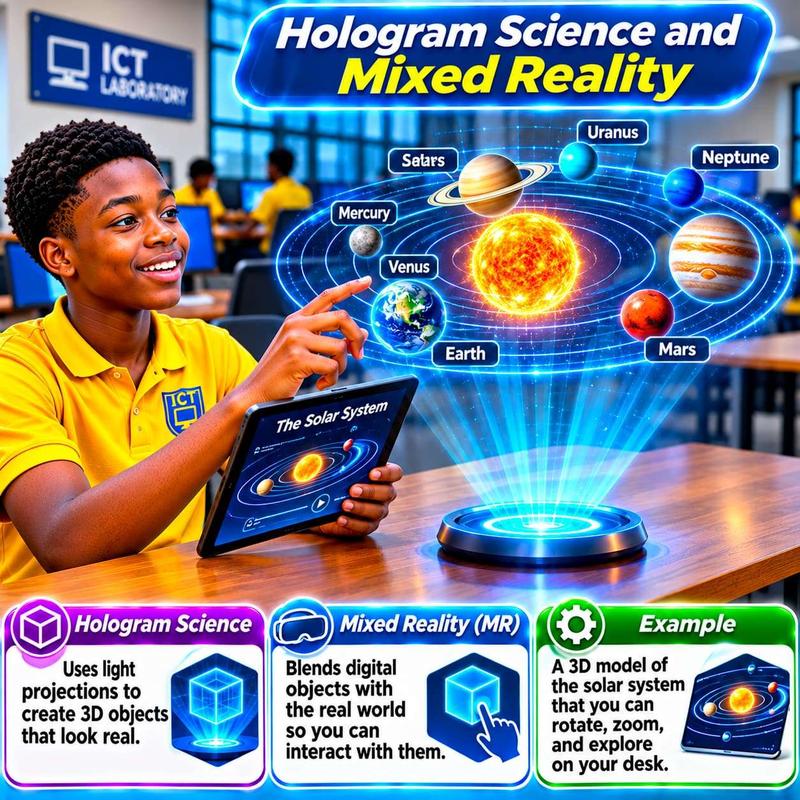 Hologram Science and
Mixed Reality
ICT
LABORATORY
Uranus
Satars
Neptune
Mercury
Venus
Earth
Mars
ICT
The Solar System
Hologram Science
Uses light
projections to
create 3D objects
that look real.
Mixed Reality (MR)
Blends digital
objects with
the real world
so you can
interact with them.
Example
A 3D model of
the solar system
that you can
rotate, zoom,
and explore
on your desk.